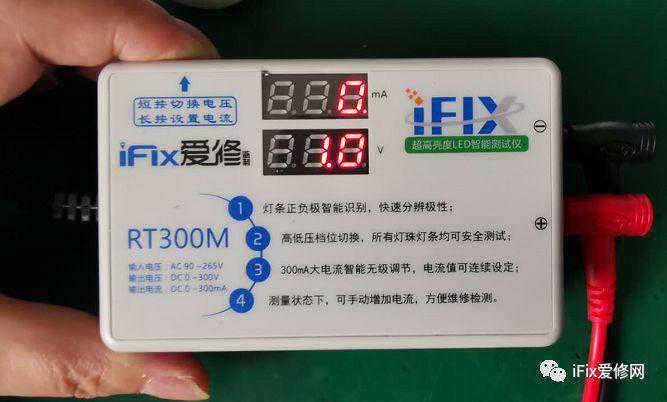 短按切换电压
长按设置电流
0
mA
1.0
V
iFix爱修
iFIX
超高亮度LED智能测试仪
RT300M
输入电压：AC 90~265V
输出电压：DC 0~300V
输出电流：DC 0~300mA
1 灯条正负极智能识别，快速分辨极性；
2 高低压档位切换，所有灯珠灯条均可安全测试；
3 300mA大电流智能无级调节，电流值可连续设定；
4 测量状态下，可手动增加电流，方便维修检测。
iFix爱修网